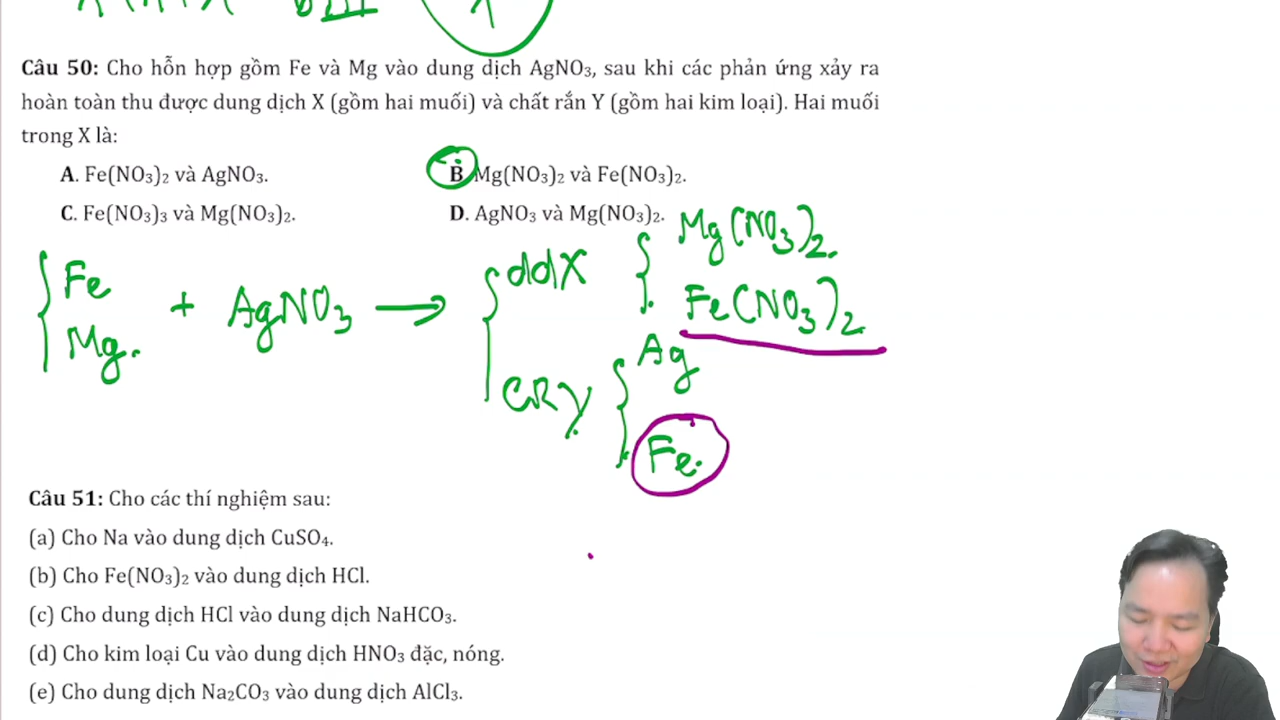 Câu 50: Cho hỗn hợp gồm Fe và Mg vào dung dịch AgNO₃, sau khi các phản ứng xảy ra
hoàn toàn thu được dung dịch X (gồm hai muối) và chất rắn Y (gồm hai kim loại). Hai muối
trong X là:
A. Fe(NO₃)₂ và AgNO₃.
B. Mg(NO₃)₂ và Fe(NO₃)₂.
C. Fe(NO₃)₃ và Mg(NO₃)₂.
D. AgNO₃ và Mg(NO₃)₂.
Mg(NO₃)₂.
Fe
Mg.
+ AgNO₃ →
ddX
Fe(NO₃)₂
Ag
CRY
Fe.
Câu 51: Cho các thí nghiệm sau:
(a) Cho Na vào dung dịch CuSO₄.
(b) Cho Fe(NO₃)₂ vào dung dịch HCl.
(c) Cho dung dịch HCl vào dung dịch NaHCO₃.
(d) Cho kim loại Cu vào dung dịch HNO₃ đặc, nóng.
(e) Cho dung dịch Na₂CO₃ vào dung dịch AlCl₃.